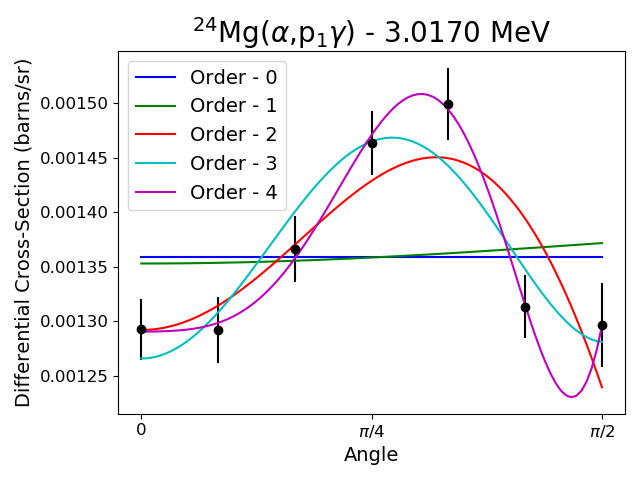 ²⁴Mg(α,p₁γ) - 3.0170 MeV
Order - 0
Order - 1
Order - 2
Order - 3
Order - 4
Differential Cross-Section (barns/sr)
0.00150
0.00145
0.00140
0.00135
0.00130
0.00125
0
π/4
π/2
Angle